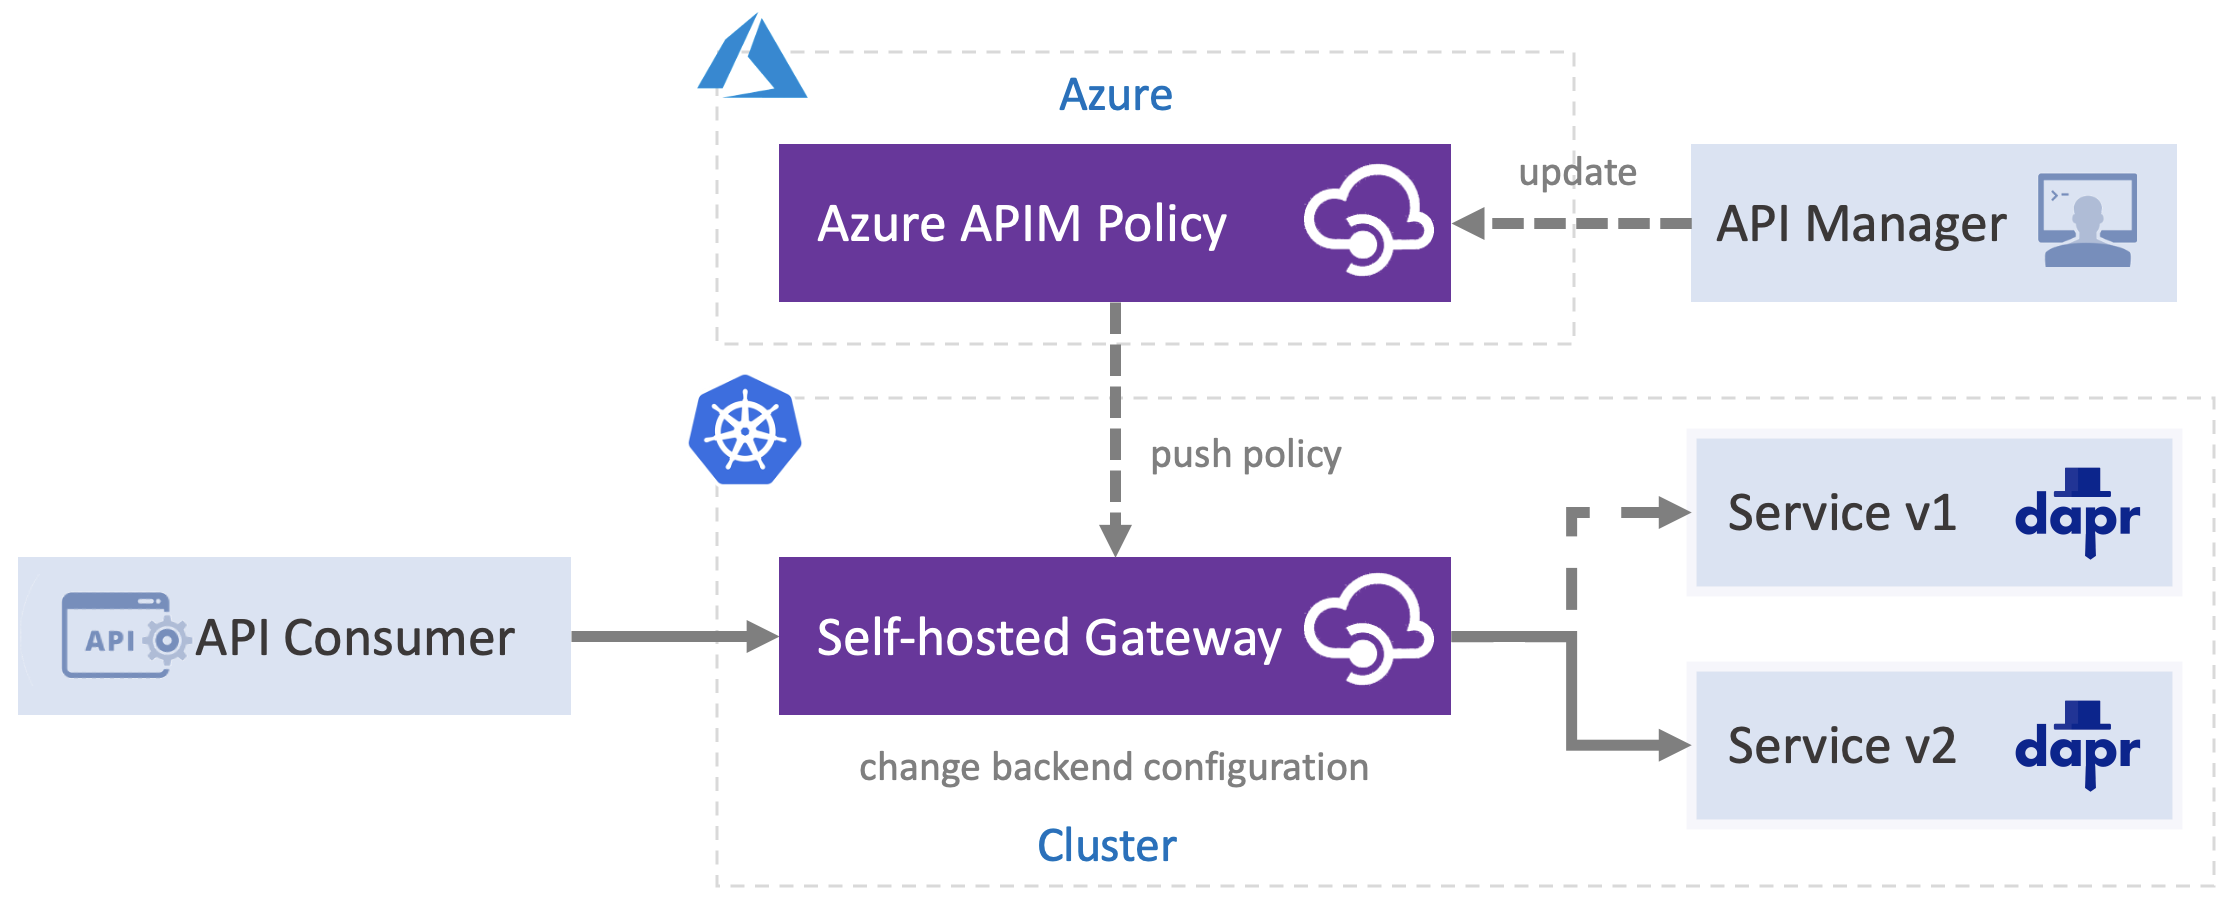 Azure
Azure APIM Policy
update
API Manager
>-
push policy
Service v1
dapr
API
API Consumer
Self-hosted Gateway
Service v2
dapr
change backend configuration
Cluster